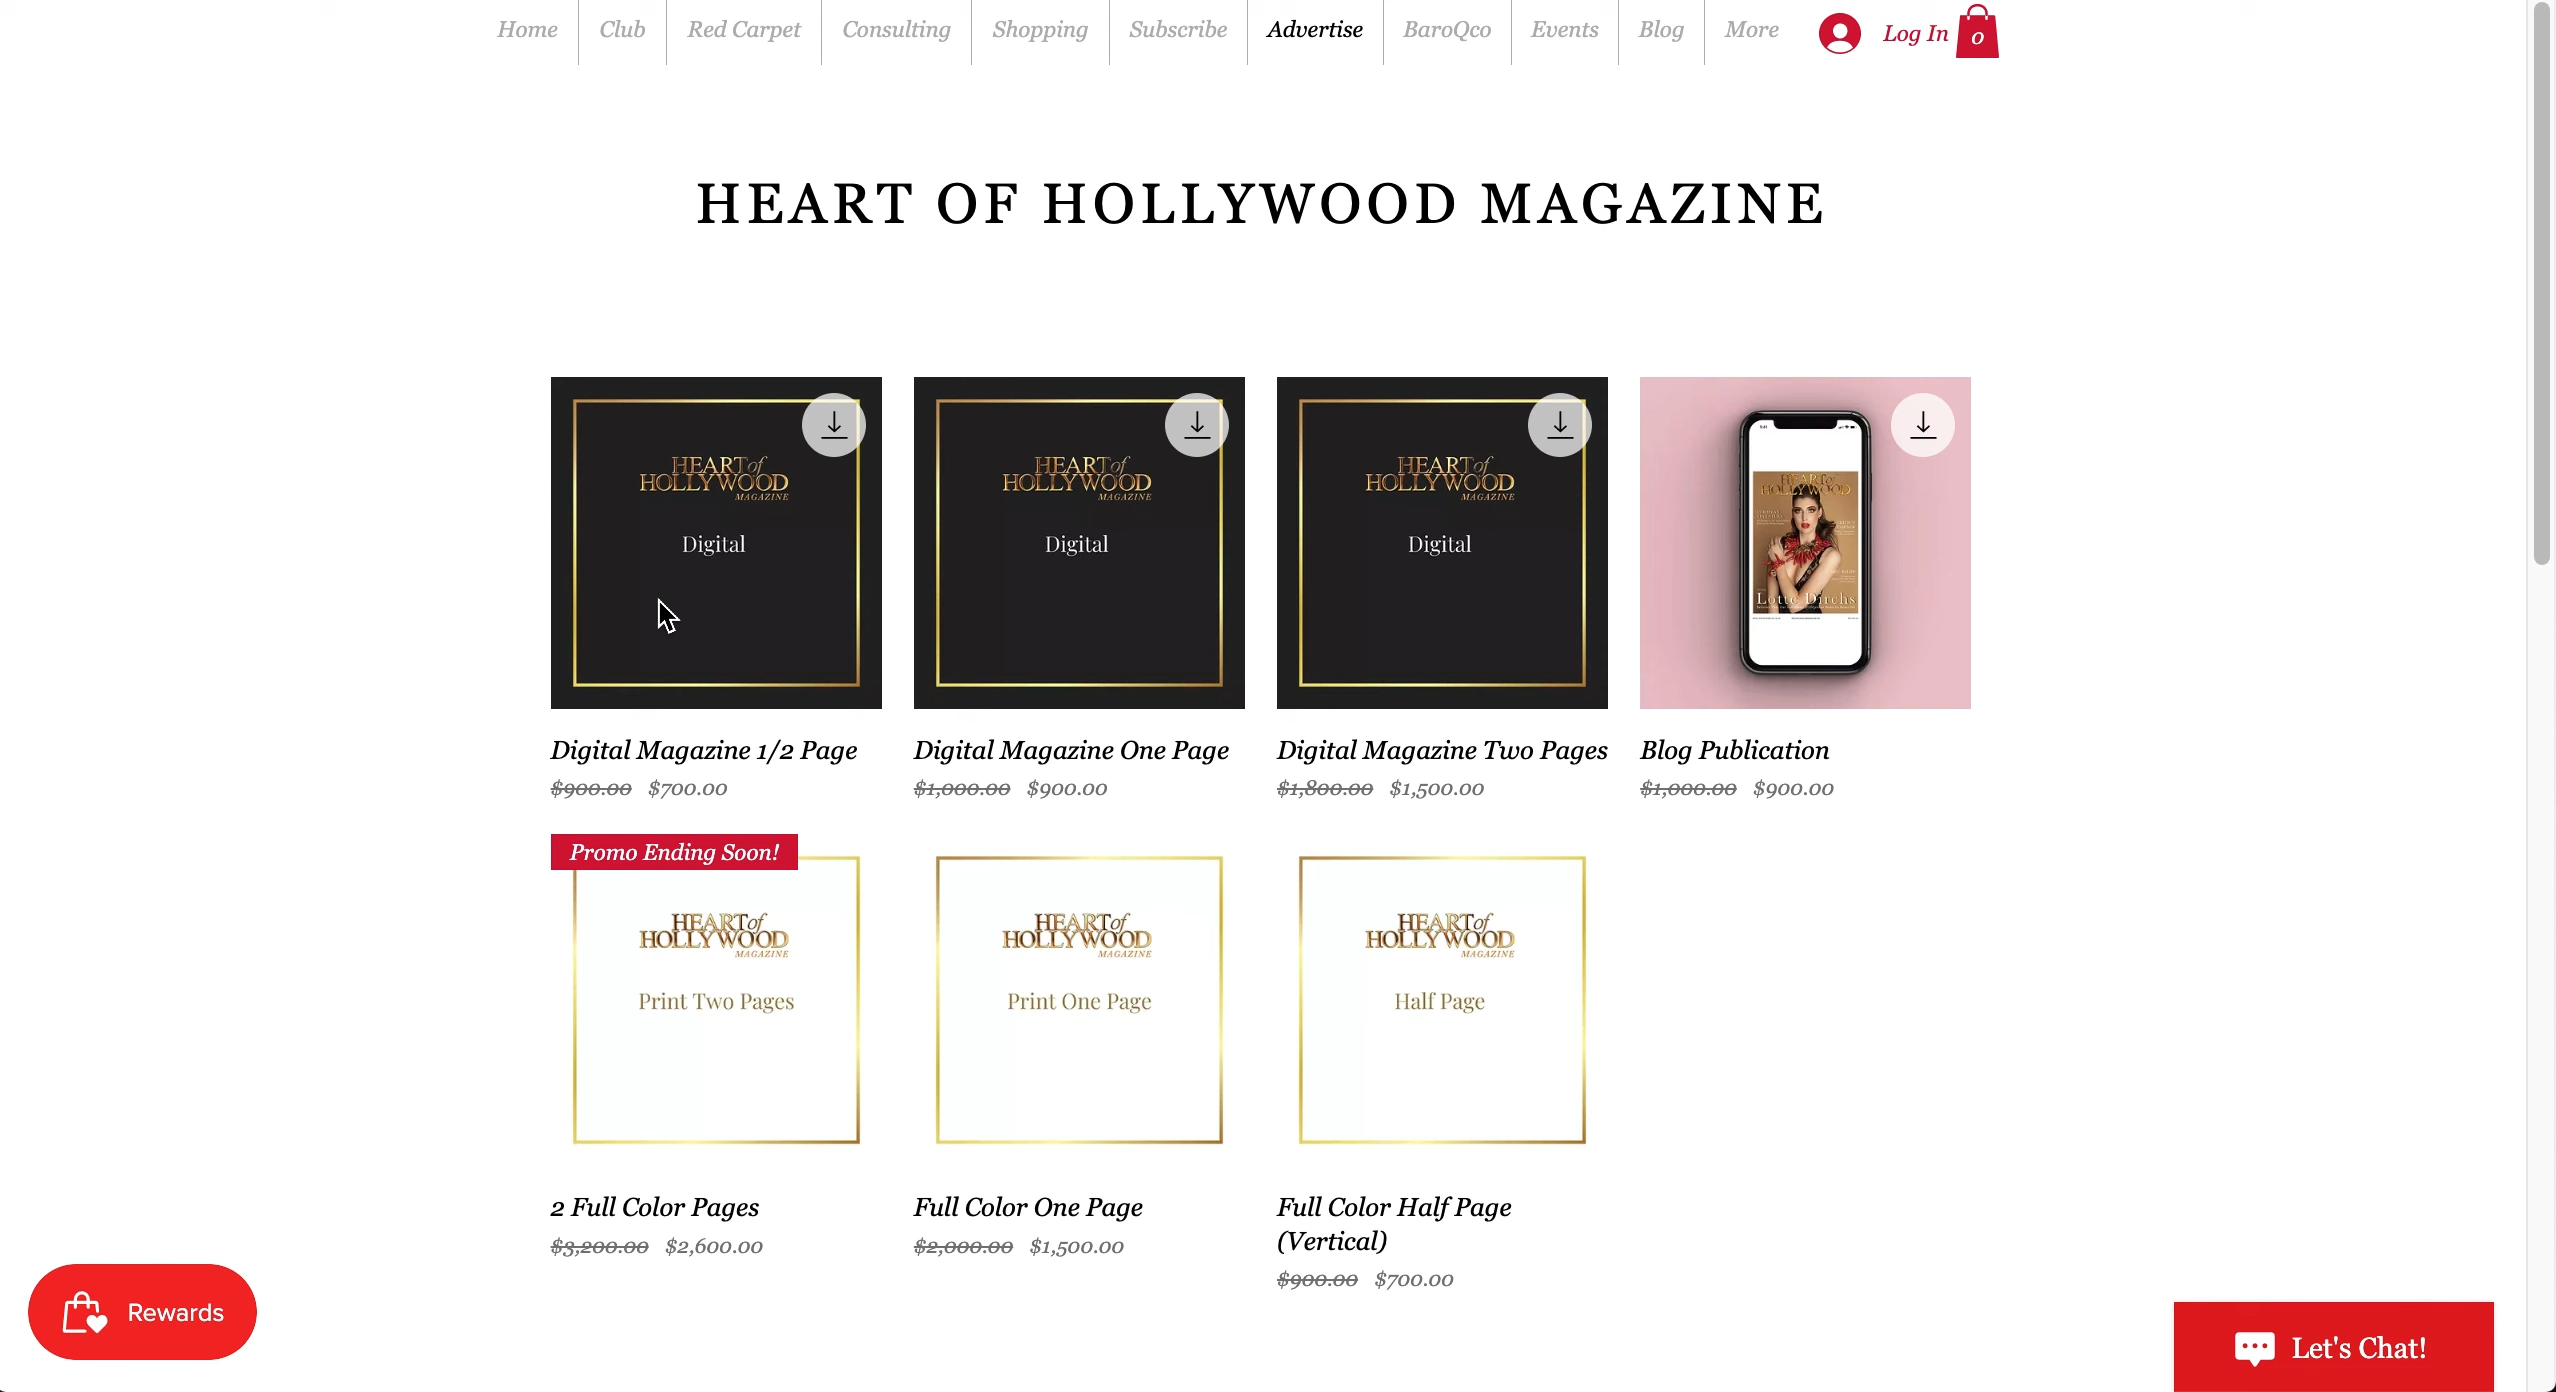 Home
Club
Red Carpet
Consulting
Shopping
Subscribe
Advertise
BaroQco
Events
Blog
More
Log In
0
HEART OF HOLLYWOOD MAGAZINE
HEART of
HOLLYWOOD
MAGAZINE
Digital
HEART of
HOLLYWOOD
MAGAZINE
Digital
HEART of
HOLLYWOOD
MAGAZINE
Digital
HEART of
HOLLYWOOD
Lotte Dirchs
Digital Magazine 1/2 Page
$900.00 $700.00
Digital Magazine One Page
$1,000.00 $900.00
Digital Magazine Two Pages
$1,800.00 $1,500.00
Blog Publication
$1,000.00 $900.00
Promo Ending Soon!
HEART of
HOLLYWOOD
MAGAZINE
Print Two Pages
HEART of
HOLLYWOOD
MAGAZINE
Print One Page
HEART of
HOLLYWOOD
MAGAZINE
Half Page
2 Full Color Pages
$3,200.00 $2,600.00
Full Color One Page
$2,000.00 $1,500.00
Full Color Half Page
(Vertical)
$900.00 $700.00
Rewards
Let's Chat!